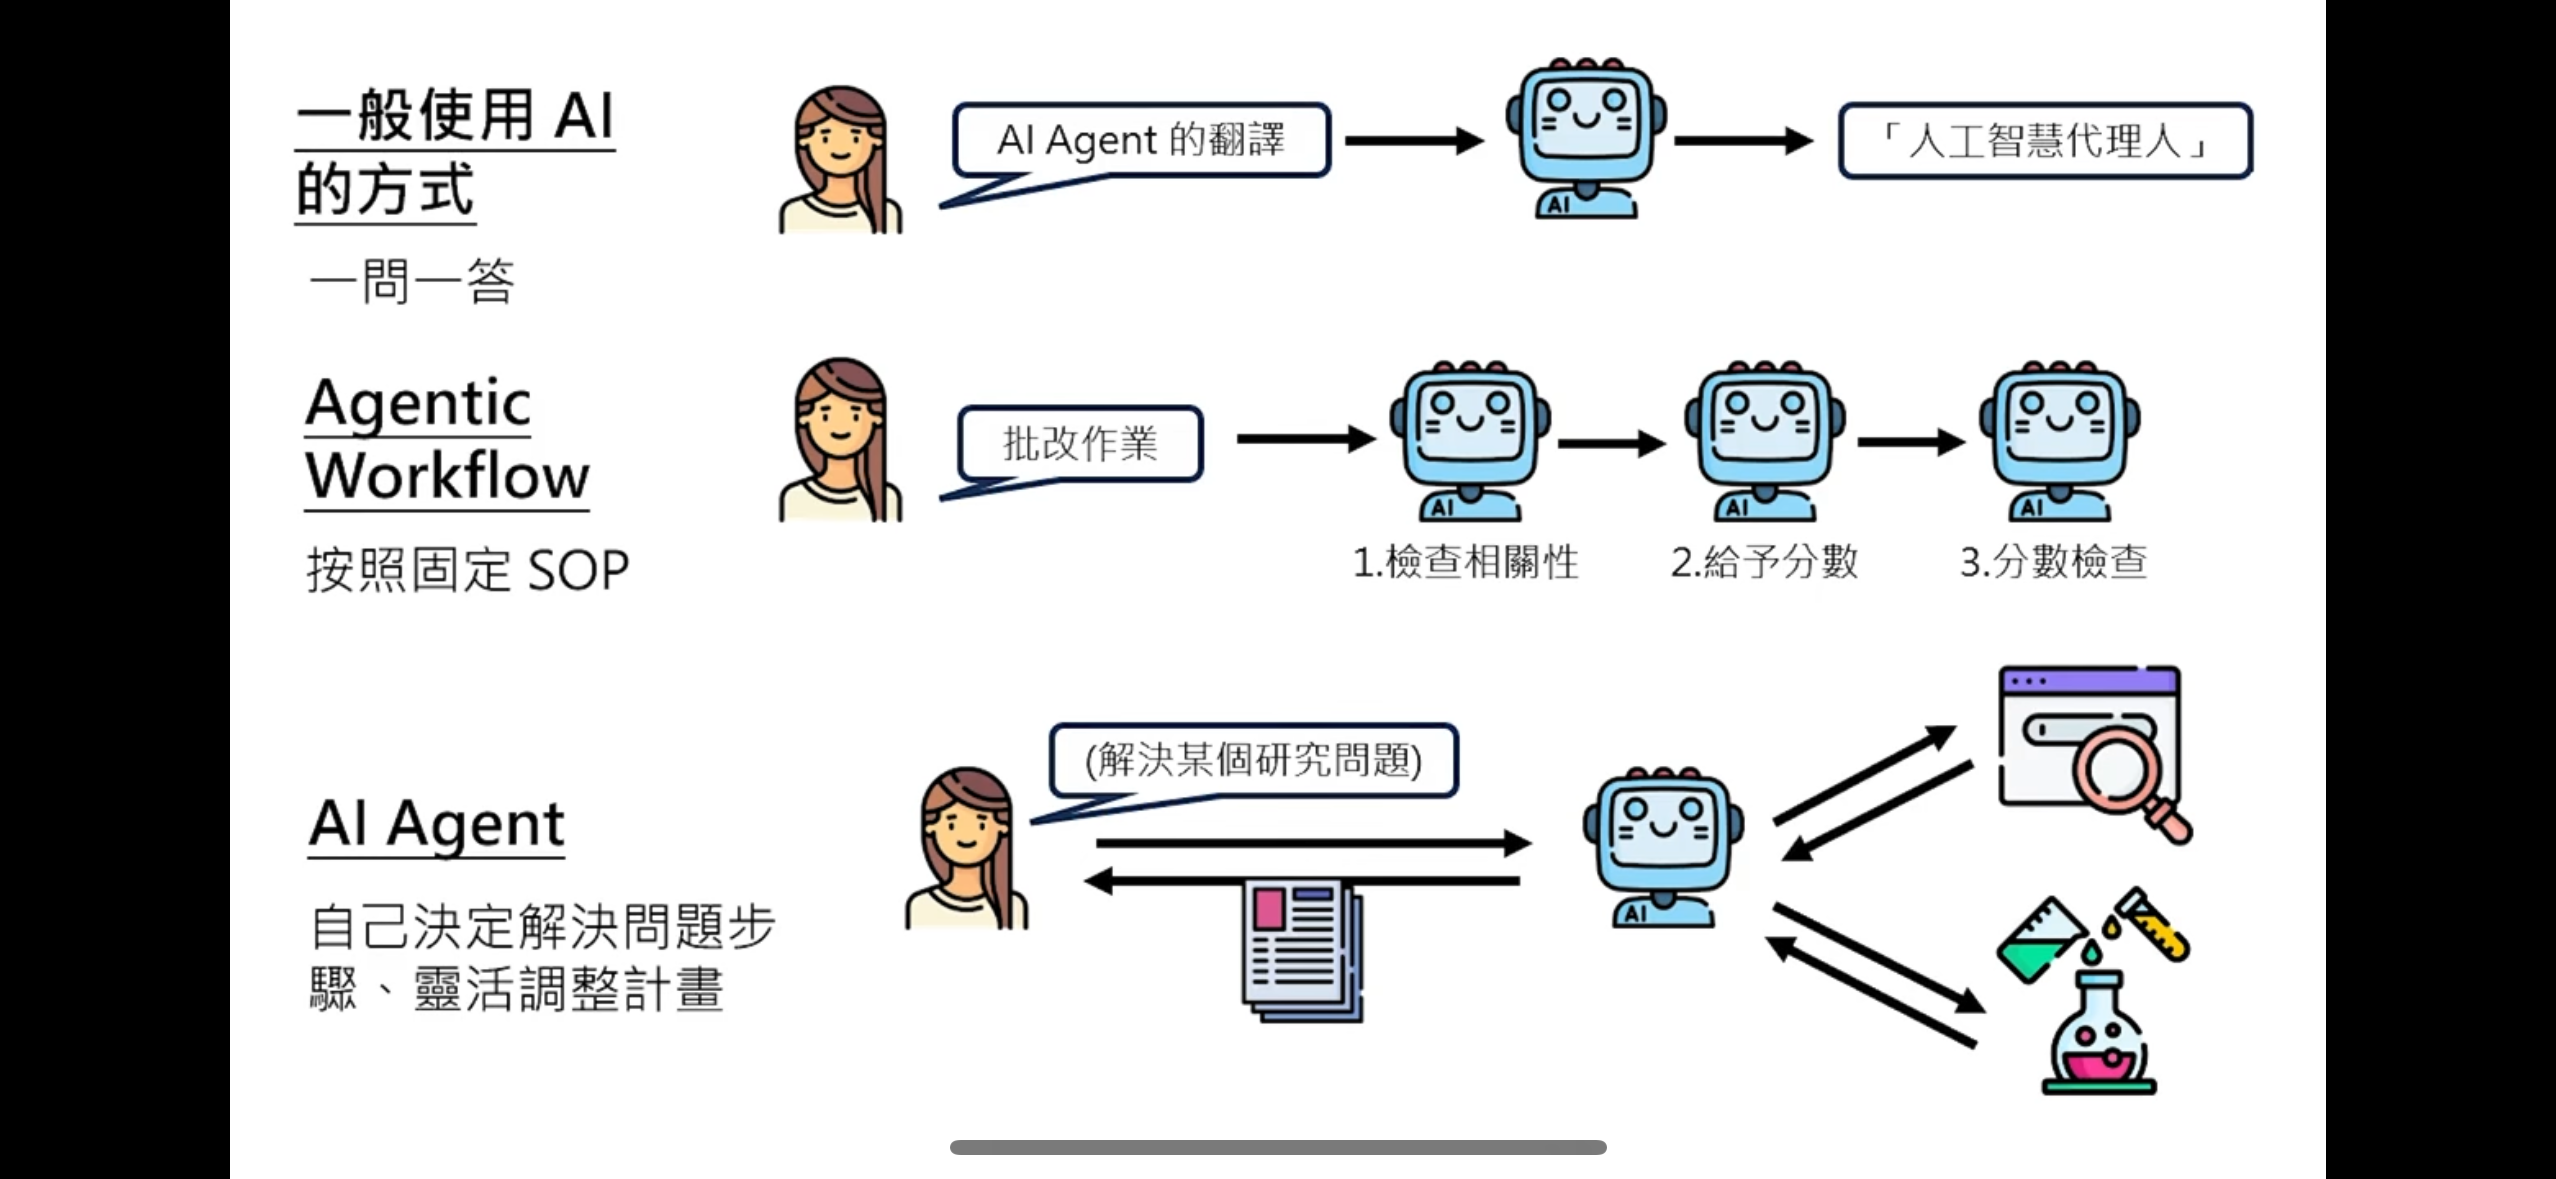 一般使用 AI
的方式
一問一答
AI Agent 的翻譯
AI
「人工智慧代理人」
Agentic
Workflow
按照固定 SOP
批改作業
AI
AI
AI
1.檢查相關性
2.給予分數
3.分數檢查
AI Agent
自己決定解決問題步
驟、靈活調整計畫
(解決某個研究問題)
AI